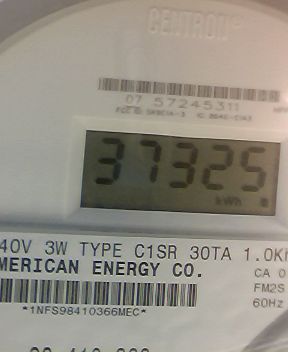 CENTRON®
07 57245311
37325
kWh
40V 3W TYPE C1SR 30TA 1.0K
MERICAN ENERGY CO.
CA 0
FM2S
60Hz
*1NFS98410366MEC*